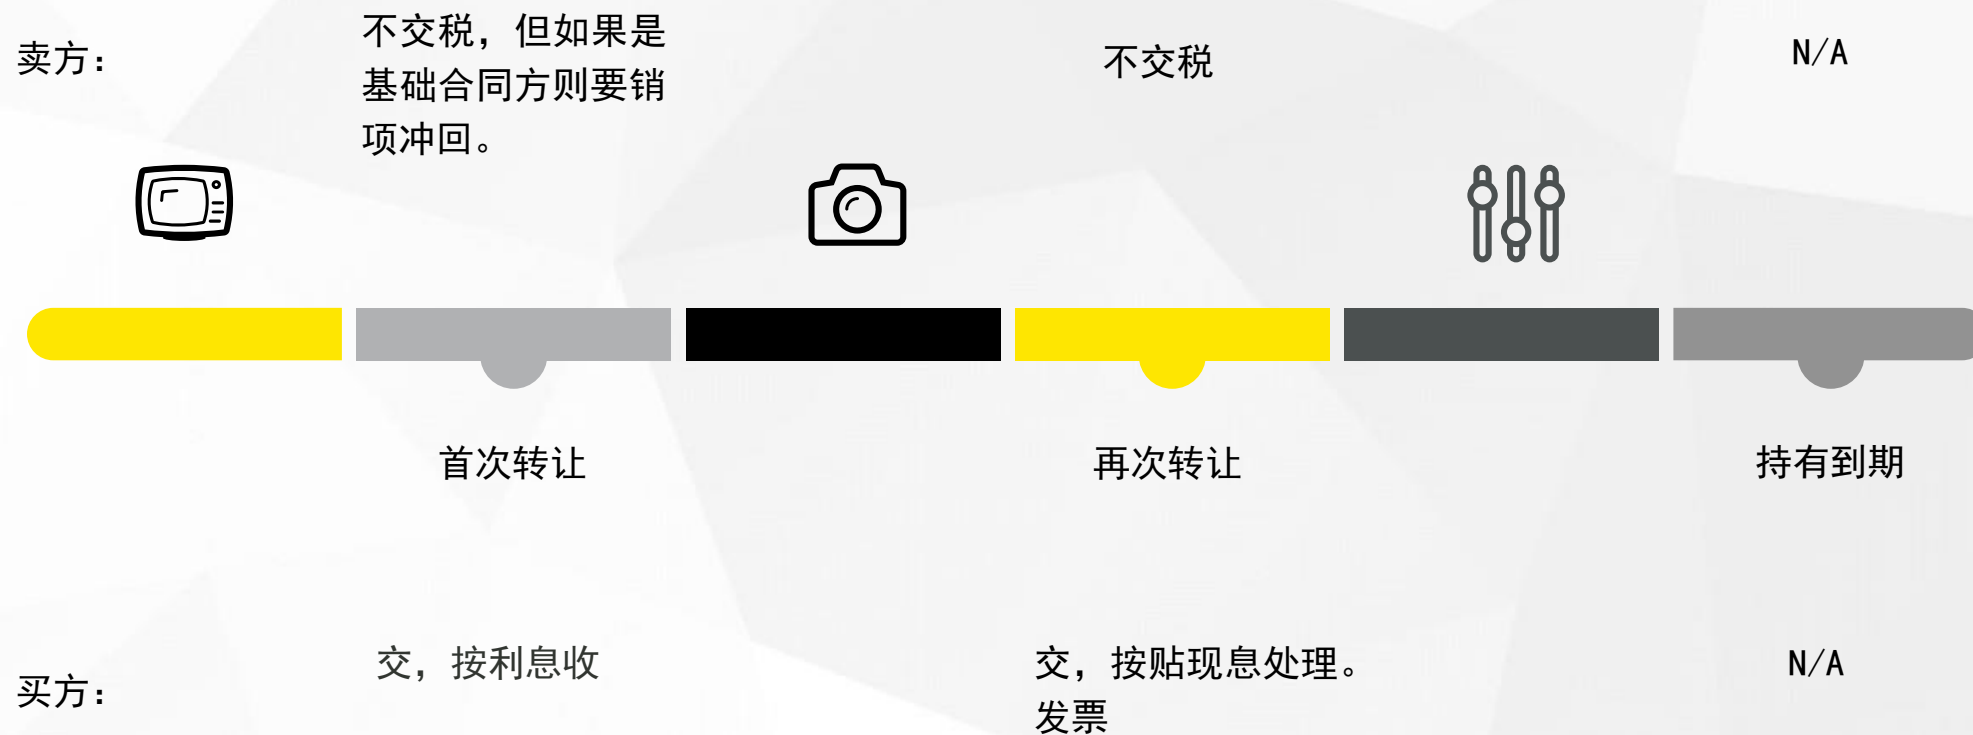 卖方：
不交税，但如果是
基础合同方则要销
项冲回。
不交税
N/A
首次转让
再次转让
持有到期
买方：
交，按利息收
交，按贴现息处理。
发票
N/A